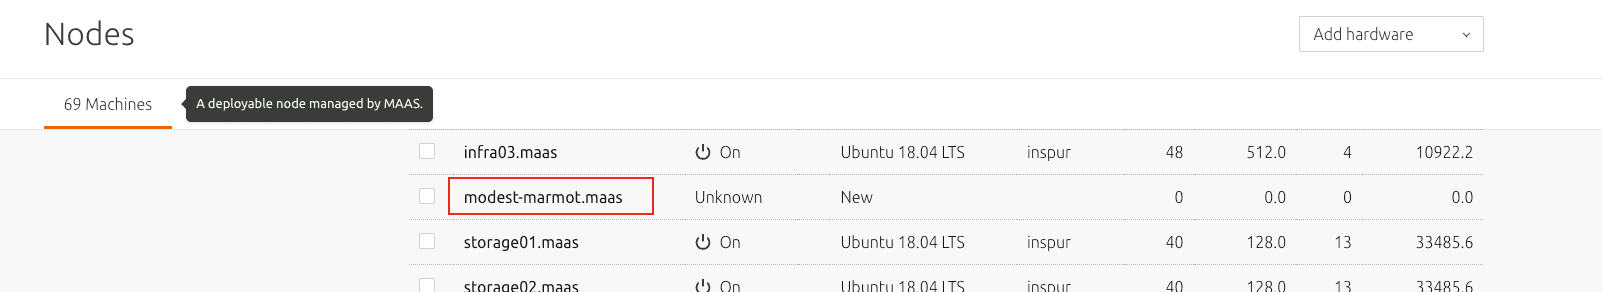 Nodes
Add hardware
69 Machines
A deployable node managed by MAAS.
infra03.maas On Ubuntu 18.04 LTS inspur 48 512.0 4 10922.2
modest-marmot.maas Unknown New 0 0.0 0 0.0
storage01.maas On Ubuntu 18.04 LTS inspur 40 128.0 13 33485.6
storage02.maas On Ubuntu 18.04 LTS inspur 40 128.0 13 33485.6